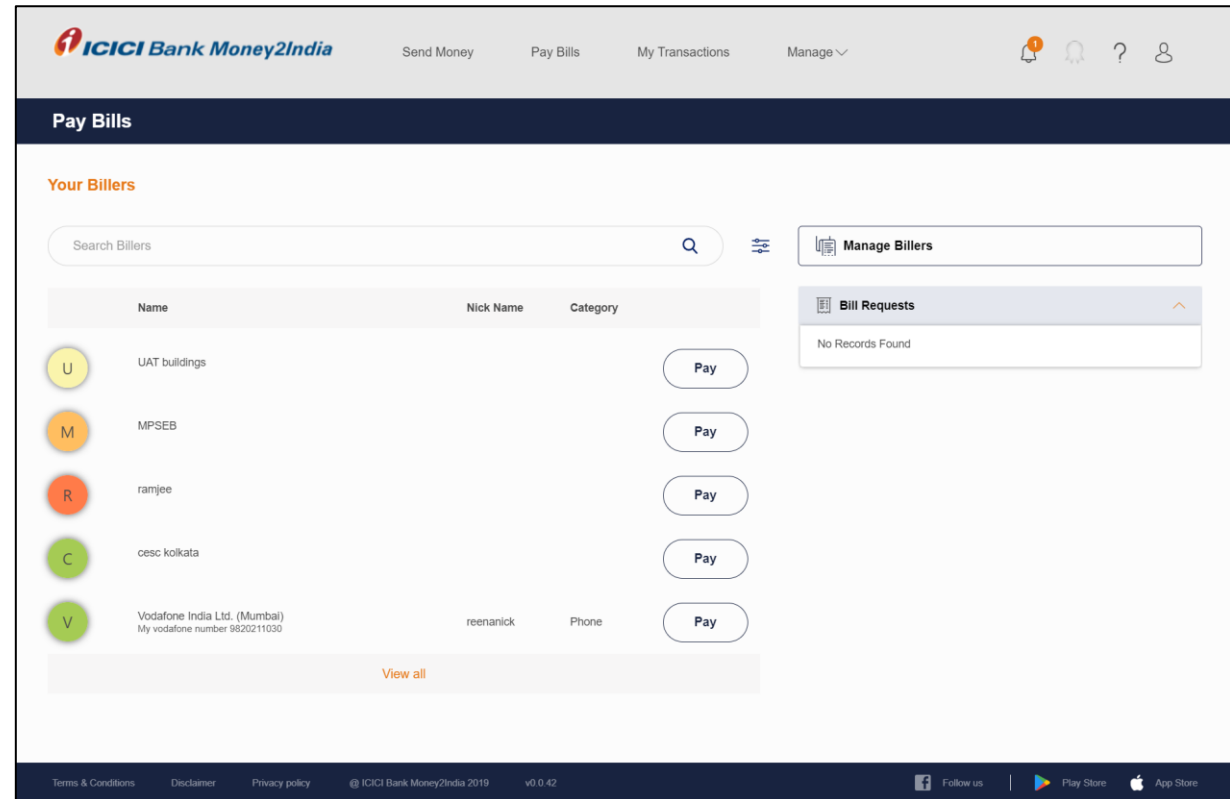 ICICI Bank Money2India
Send Money Pay Bills My Transactions Manage
1
?
Pay Bills
Your Billers
Search Billers
Manage Billers
Name Nick Name Category
Bill Requests
No Records Found
U UAT buildings Pay
M MPSEB Pay
R ramjee Pay
C cesc kolkata Pay
V Vodafone India Ltd. (Mumbai) reenanick Phone Pay
My vodafone number 9820211030
View all
Terms & Conditions Disclaimer Privacy policy @ ICICI Bank Money2India 2019 v0.0.42 Follow us Play Store App Store